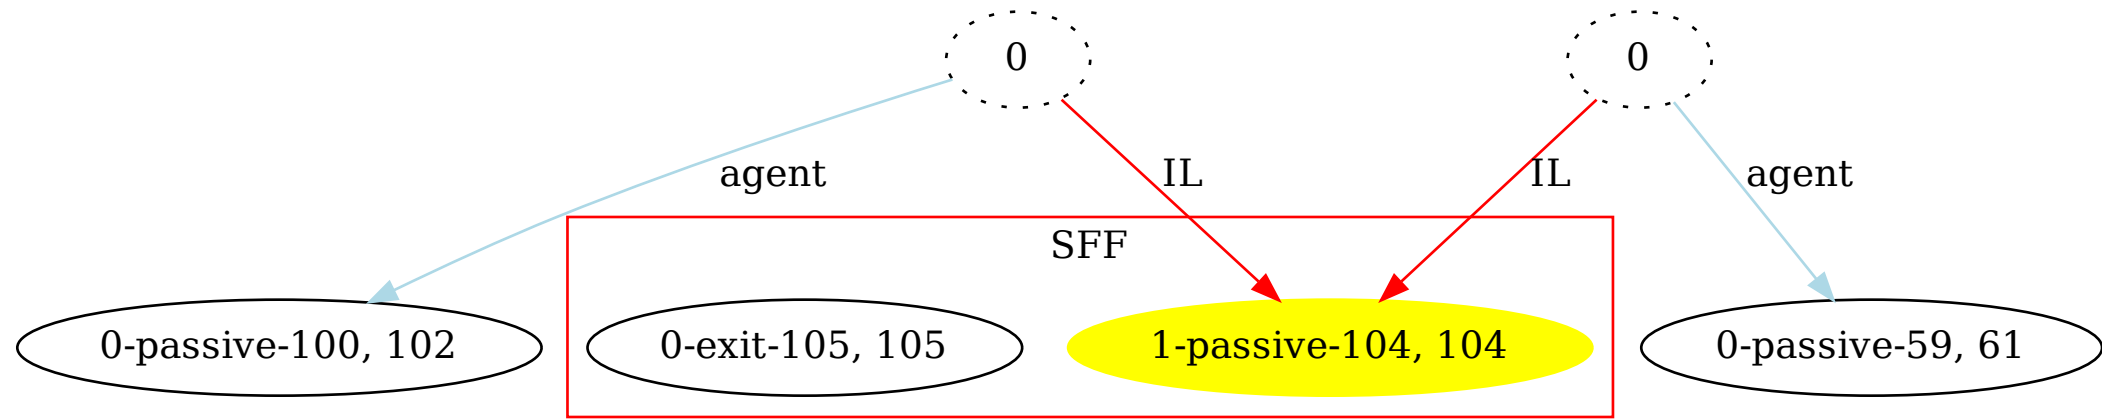 0
0
agent
IL
IL
agent
SFF
0-passive-100, 102
0-exit-105, 105
1-passive-104, 104
0-passive-59, 61